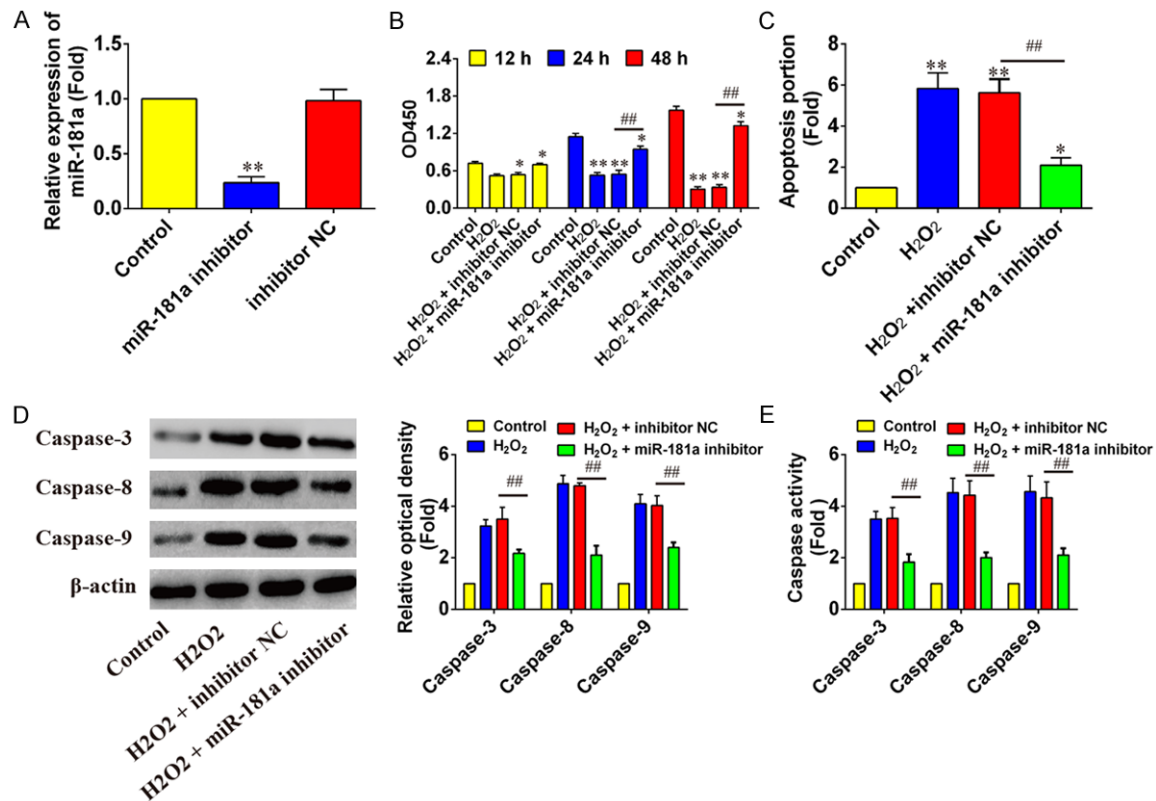 A
Relative expression of
miR-181a (Fold)
1.5
1.0
0.5
0.0
**
Control
miR-181a inhibitor
inhibitor NC
B
OD450
2.4
1.8
1.2
0.6
0.0
12 h
24 h
48 h
*
*
**
**
##
*
**
**
##
*
Control
H₂O₂
H₂O₂ + inhibitor NC
H₂O₂ + miR-181a inhibitor
Control
H₂O₂
H₂O₂ + inhibitor NC
H₂O₂ + miR-181a inhibitor
Control
H₂O₂
H₂O₂ + inhibitor NC
H₂O₂ + miR-181a inhibitor
C
Apoptosis portion
(Fold)
8
6
4
2
0
**
**
##
*
Control
H₂O₂
H₂O₂ +inhibitor NC
H₂O₂ + miR-181a inhibitor
D
Caspase-3
Caspase-8
Caspase-9
β-actin
Control
H2O2
H2O2 + inhibitor NC
H2O2 + miR-181a inhibitor
Relative optical density
(Fold)
6
4
2
0
Control
H₂O₂
H₂O₂ + inhibitor NC
H₂O₂ + miR-181a inhibitor
##
##
##
Caspase-3
Caspase-8
Caspase-9
E
Caspase activity
(Fold)
6
4
2
0
Control
H₂O₂
H₂O₂ + inhibitor NC
H₂O₂ + miR-181a inhibitor
##
##
##
Caspase-3
Caspase-8
Caspase-9